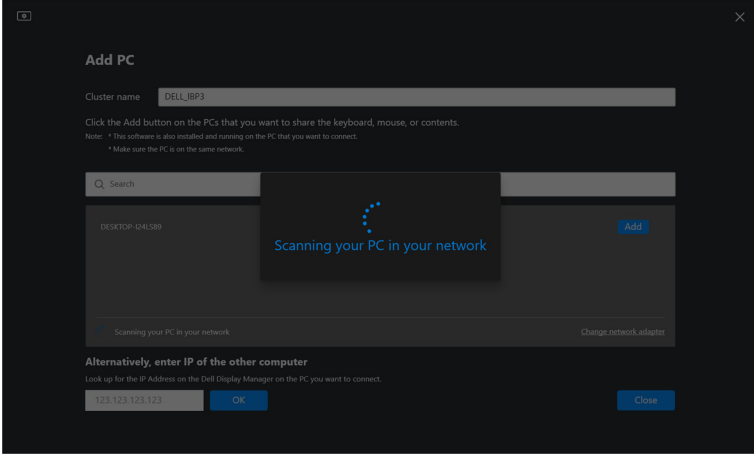 Add PC
Cluster name DELL_IBP3
Click the Add button on the PCs that you want to share the keyboard, mouse, or contents.
Note: * This software is also installed and running on the PC that you want to connect.
* Make sure the PC is on the same network.
Search
Scanning your PC in your network
DESKTOP-I24LS89 Add
Scanning your PC in your network Change network adapter
Alternatively, enter IP of the other computer
Look up for the IP Address on the Dell Display Manager on the PC you want to connect.
123.123.123.123 OK Close